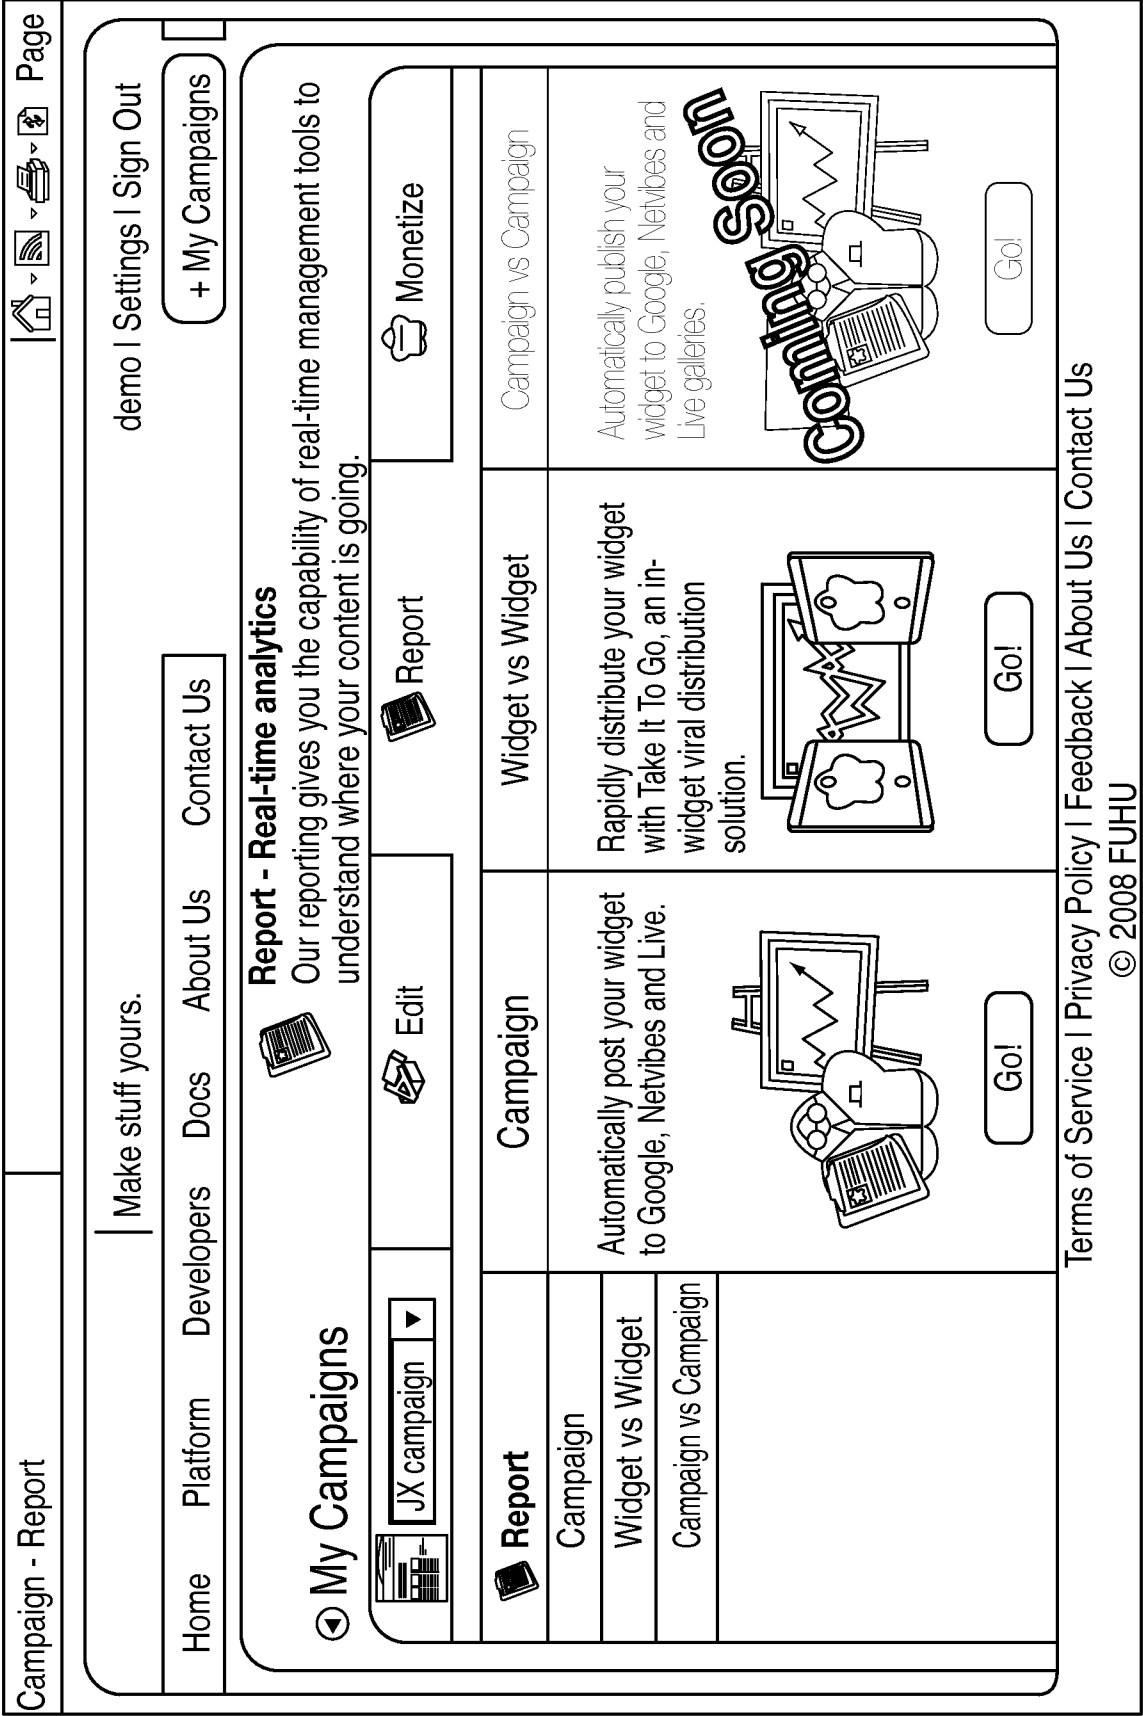 Campaign - Report
Page
Make stuff yours.
demo | Settings | Sign Out
Home Platform Developers Docs About Us Contact Us
+ My Campaigns
My Campaigns
Report - Real-time analytics
Our reporting gives you the capability of real-time management tools to
understand where your content is going.
JX campaign
Edit
Report
Monetize
Report
Campaign
Widget vs Widget
Campaign vs Campaign
Campaign
Automatically post your widget
to Google, Netvibes and Live.
Go!
Widget vs Widget
Rapidly distribute your widget
with Take It To Go, an in-
widget viral distribution
solution.
Go!
Campaign vs Campaign
Automatically publish your
widget to Google, Netvibes and
Live galleries.
Coming Soon
Go!
Terms of Service | Privacy Policy | Feedback | About Us | Contact Us
© 2008 FUHU